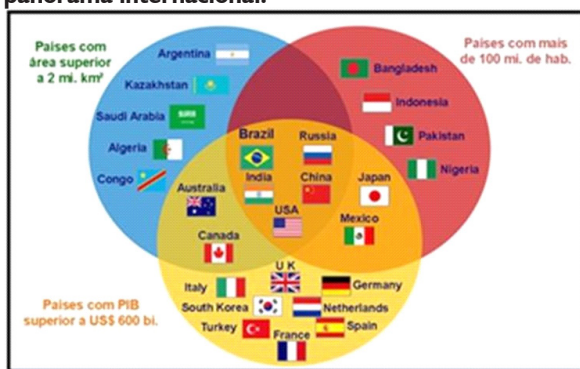 panorama internacional.
Países com
área superior
a 2 mi. km²
Países com mais
de 100 mi. de hab.
Argentina
Kazakhstan
Saudi Arabia
Algeria
Congo
Bangladesh
Indonesia
Pakistan
Nigeria
Brazil
Russia
India
China
USA
Japan
Mexico
Australia
Canada
Italy
U K
Germany
South Korea
Netherlands
Turkey
France
Spain
Países com PIB
superior a US$ 600 bi.